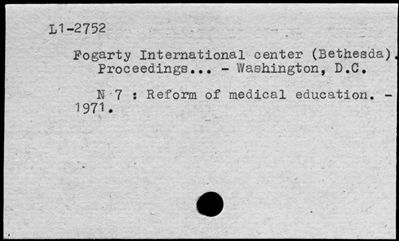 L1-2752
Fogarty International center (Bethesda).
Proceedings... - Washington, D.C.
N 7 : Reform of medical education. -
1971.